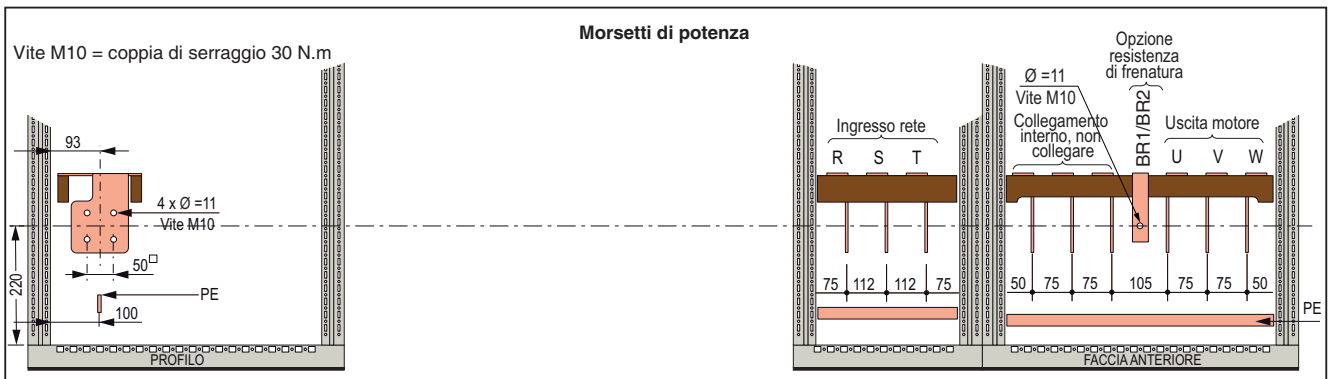 Morsetti di potenza
Vite M10 = coppia di serraggio 30 N.m
93
4 x Ø =11
Vite M10
50□
220
PE
100
PROFILO
Ingresso rete
R S T
75 112 112 75
Opzione
resistenza
di frenatura
Ø =11
Vite M10
Collegamento
interno, non
collegare
BR1/BR2
Uscita motore
U V W
50 75 75 105 75 75 50
PE
FACCIA ANTERIORE